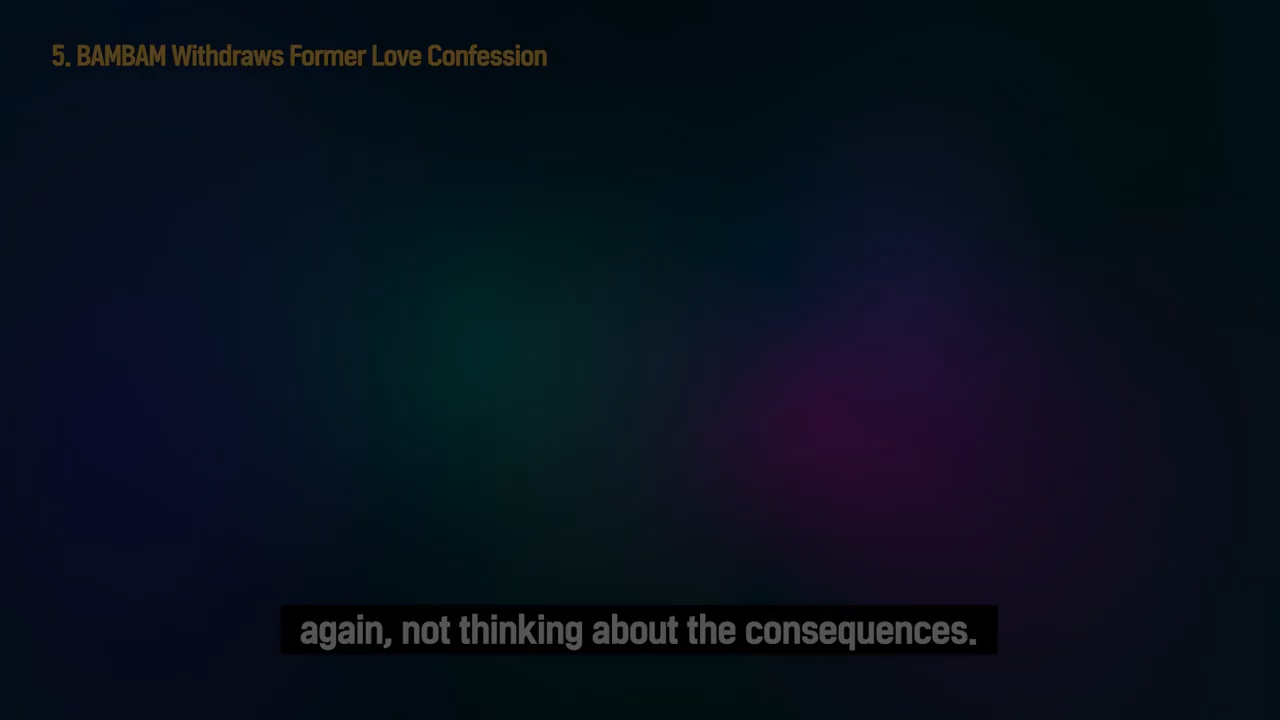 5. BAMBAM Withdraws Former Love Confession
again, not thinking about the consequences.